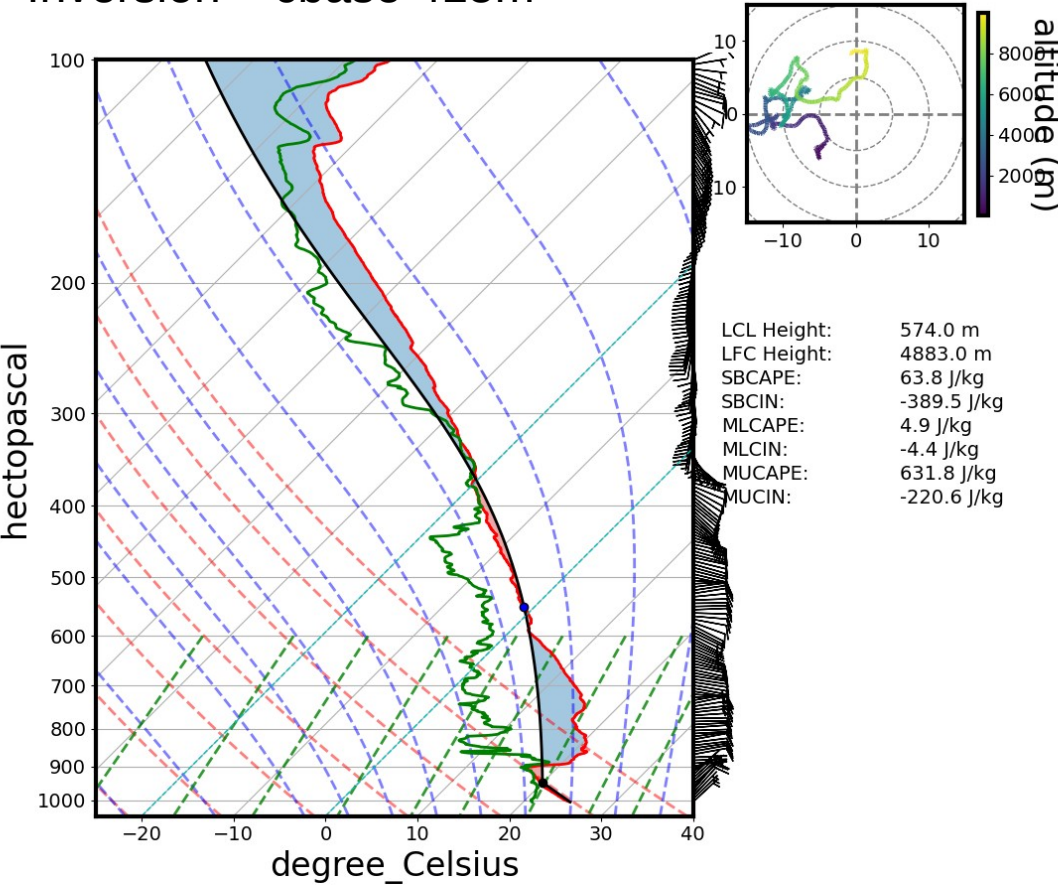 100
200
300
400
500
600
700
800
900
1000
hectopascal
−20
−10
0
10
20
30
40
degree_Celsius
10
0
10
−10
0
10
8000
6000
4000
2000
altitude (m)
LCL Height: 574.0 m
LFC Height: 4883.0 m
SBCAPE: 63.8 J/kg
SBCIN: -389.5 J/kg
MLCAPE: 4.9 J/kg
MLCIN: -4.4 J/kg
MUCAPE: 631.8 J/kg
MUCIN: -220.6 J/kg